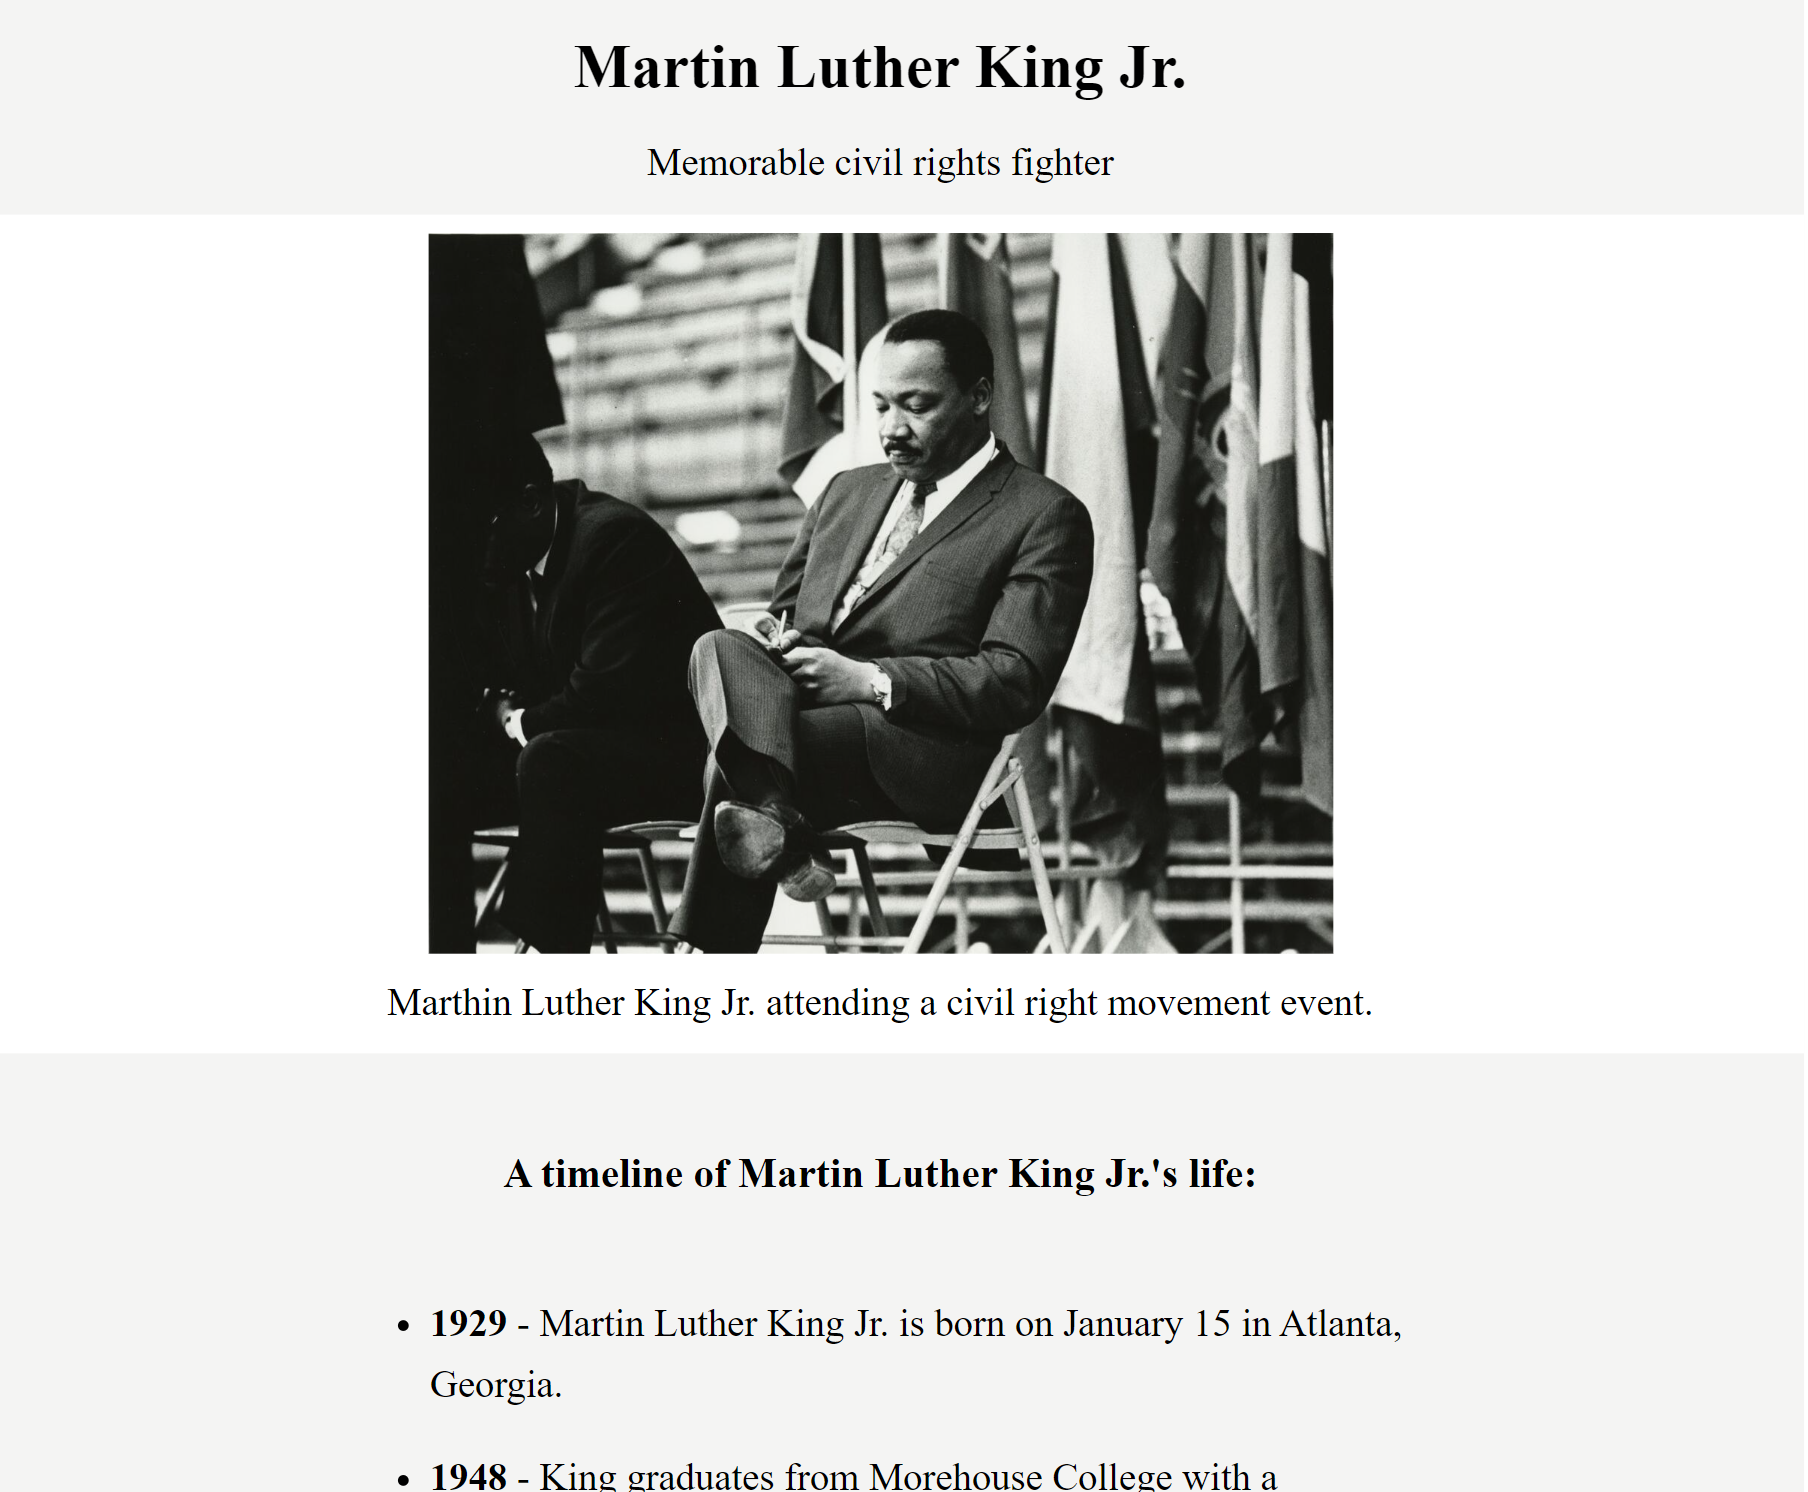 Martin Luther King Jr.
Memorable civil rights fighter
Marthin Luther King Jr. attending a civil right movement event.
A timeline of Martin Luther King Jr.'s life:
• 1929 - Martin Luther King Jr. is born on January 15 in Atlanta,
Georgia.
• 1948 - King graduates from Morehouse College with a